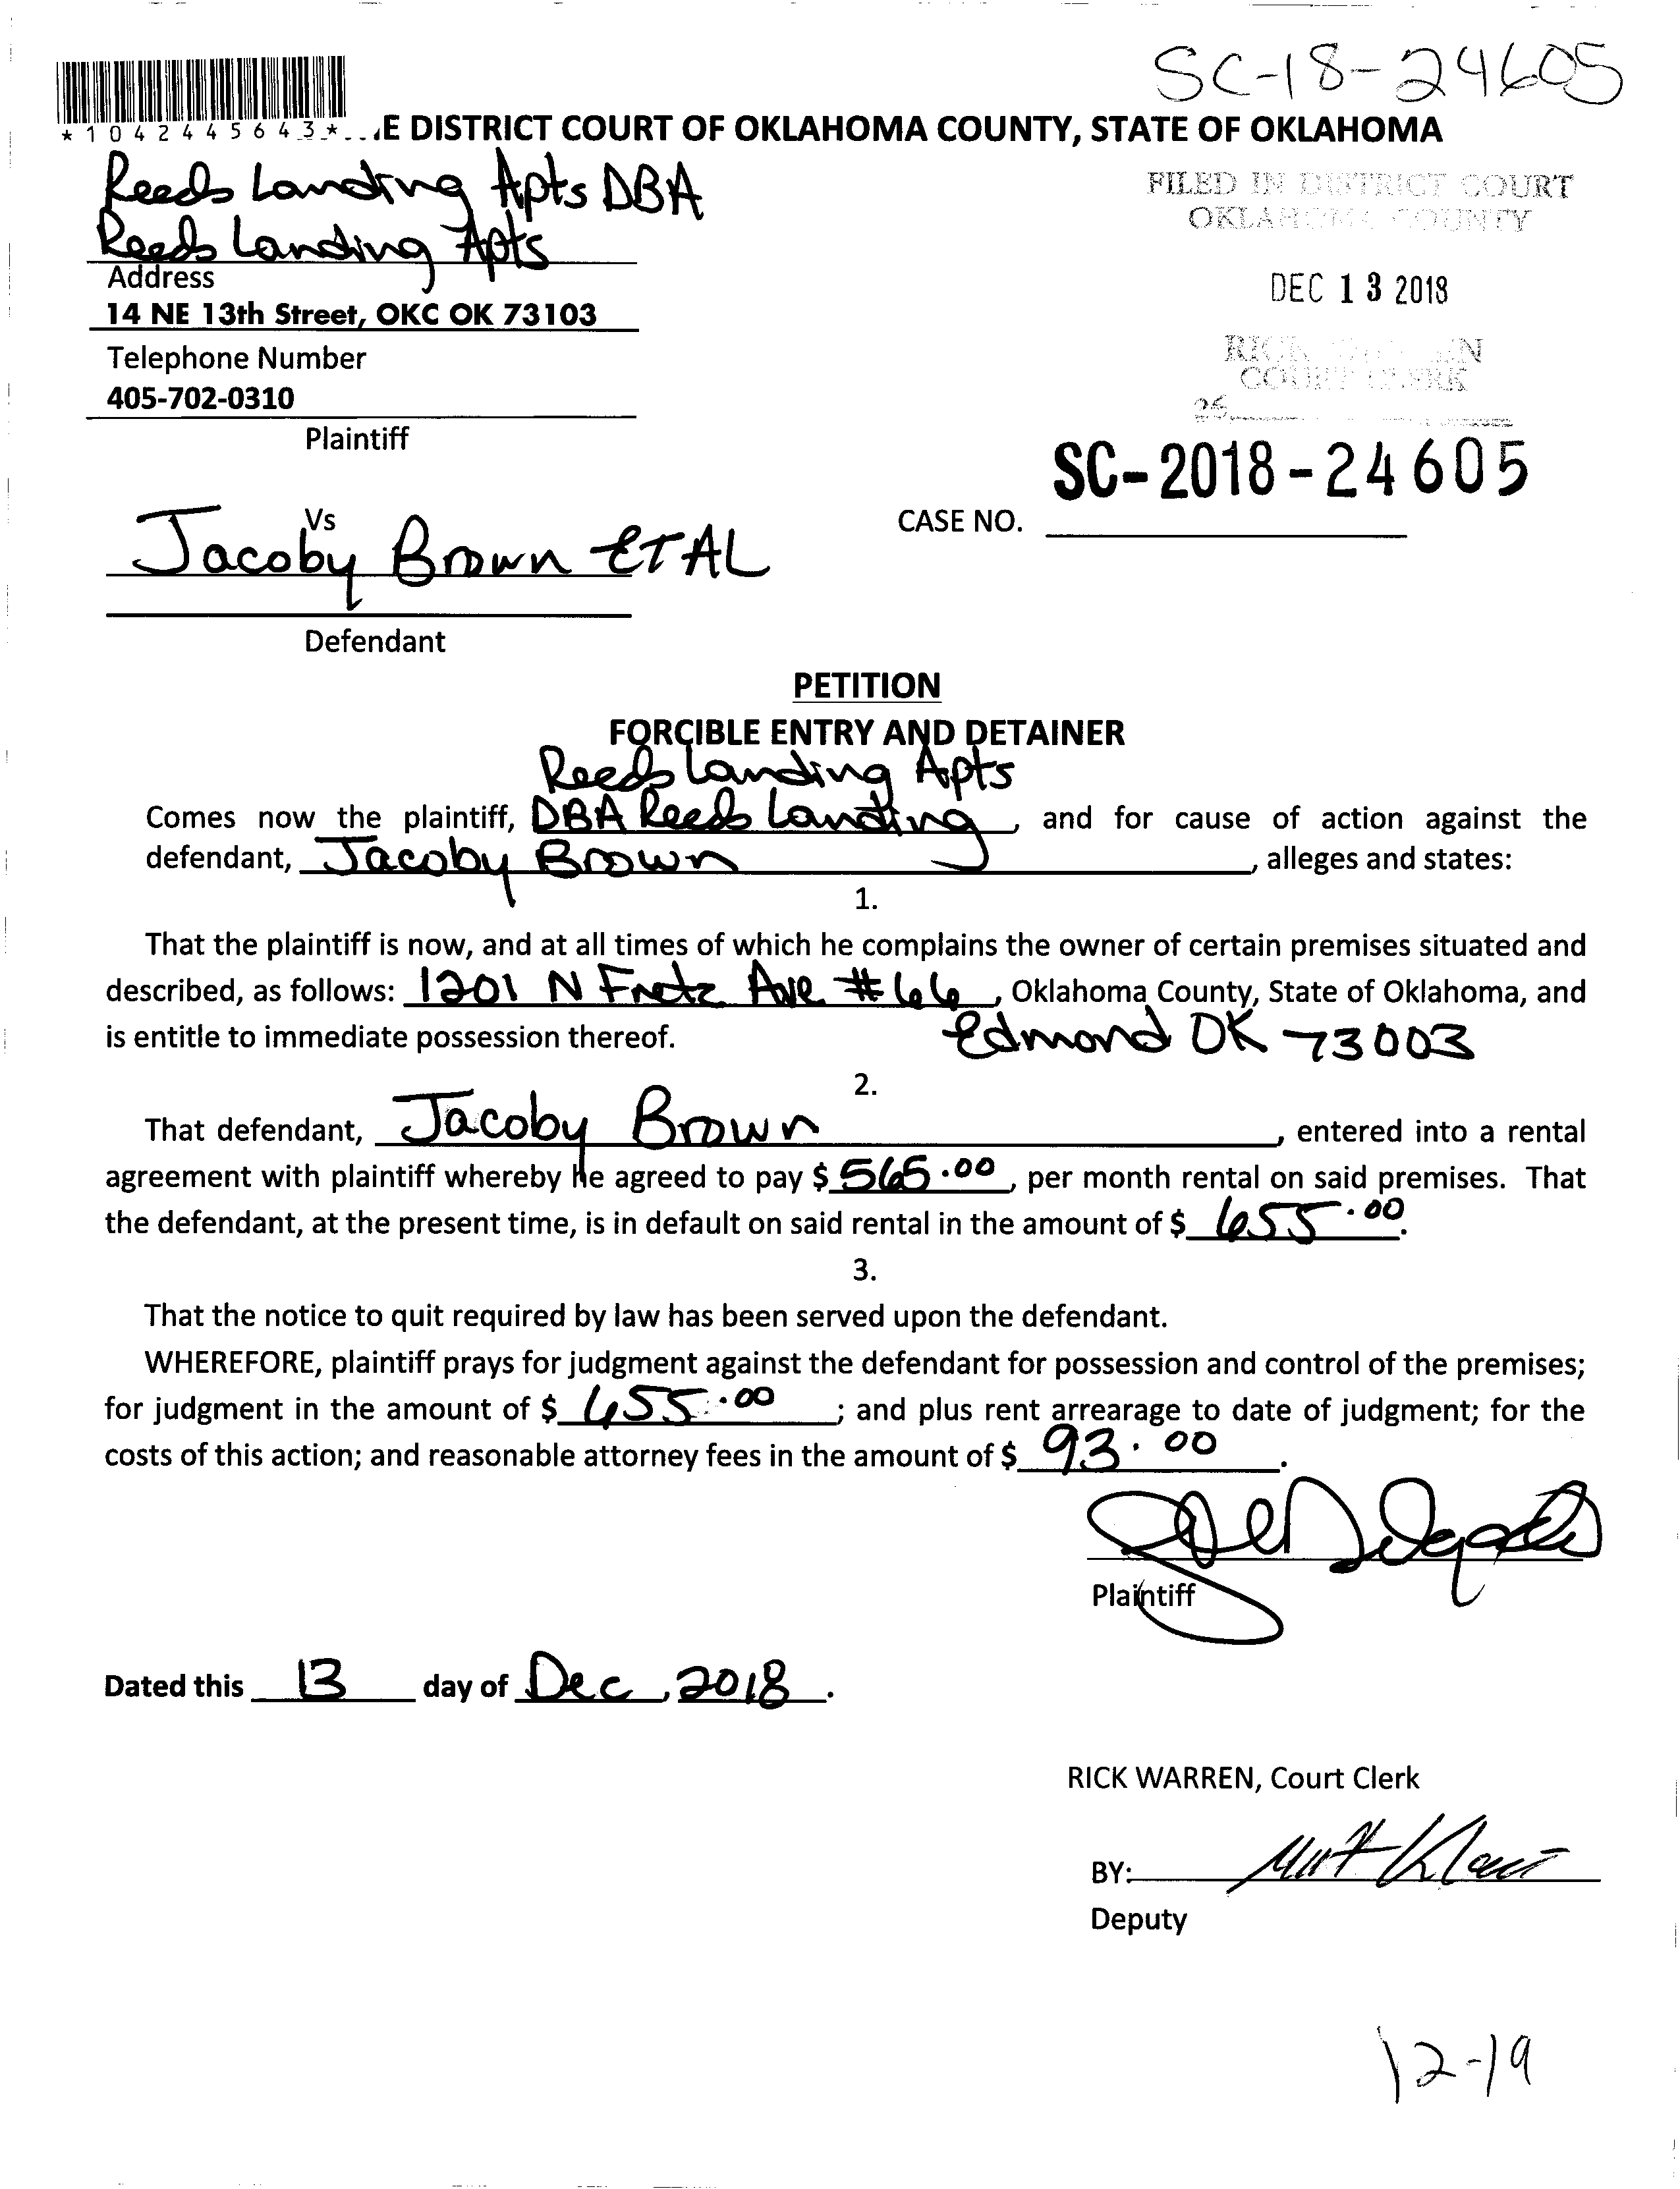 SC-18-24605
*1042445643*
E DISTRICT COURT OF OKLAHOMA COUNTY, STATE OF OKLAHOMA
Reeds Landing Apts DBA
Reeds Landing Apts
Address
14 NE 13th Street, OKC OK 73103
Telephone Number
405-702-0310
Plaintiff
FILED IN DISTRICT COURT
OKLAHOMA COUNTY
DEC 13 2018
COURT CLERK
SC-2018-24605
Vs
CASE NO.
Jacoby Brown ET AL
Defendant
PETITION
FORCIBLE ENTRY AND DETAINER
Reeds Landing Apts
Comes now the plaintiff, DBA Reeds Landing, and for cause of action against the
defendant, Jacoby Brown, alleges and states:
1.
That the plaintiff is now, and at all times of which he complains the owner of certain premises situated and
described, as follows: 1201 N Fretz Ave #66, Oklahoma County, State of Oklahoma, and
is entitle to immediate possession thereof. Edmond OK 73003
2.
That defendant, Jacoby Brown, entered into a rental
agreement with plaintiff whereby he agreed to pay $ 565.00, per month rental on said premises. That
the defendant, at the present time, is in default on said rental in the amount of $ 655.00.
3.
That the notice to quit required by law has been served upon the defendant.
WHEREFORE, plaintiff prays for judgment against the defendant for possession and control of the premises;
for judgment in the amount of $ 655.00; and plus rent arrearage to date of judgment; for the
costs of this action; and reasonable attorney fees in the amount of $ 93.00.
Plaintiff
Dated this 13 day of Dec, 2018.
RICK WARREN, Court Clerk
BY:
Deputy
12-19